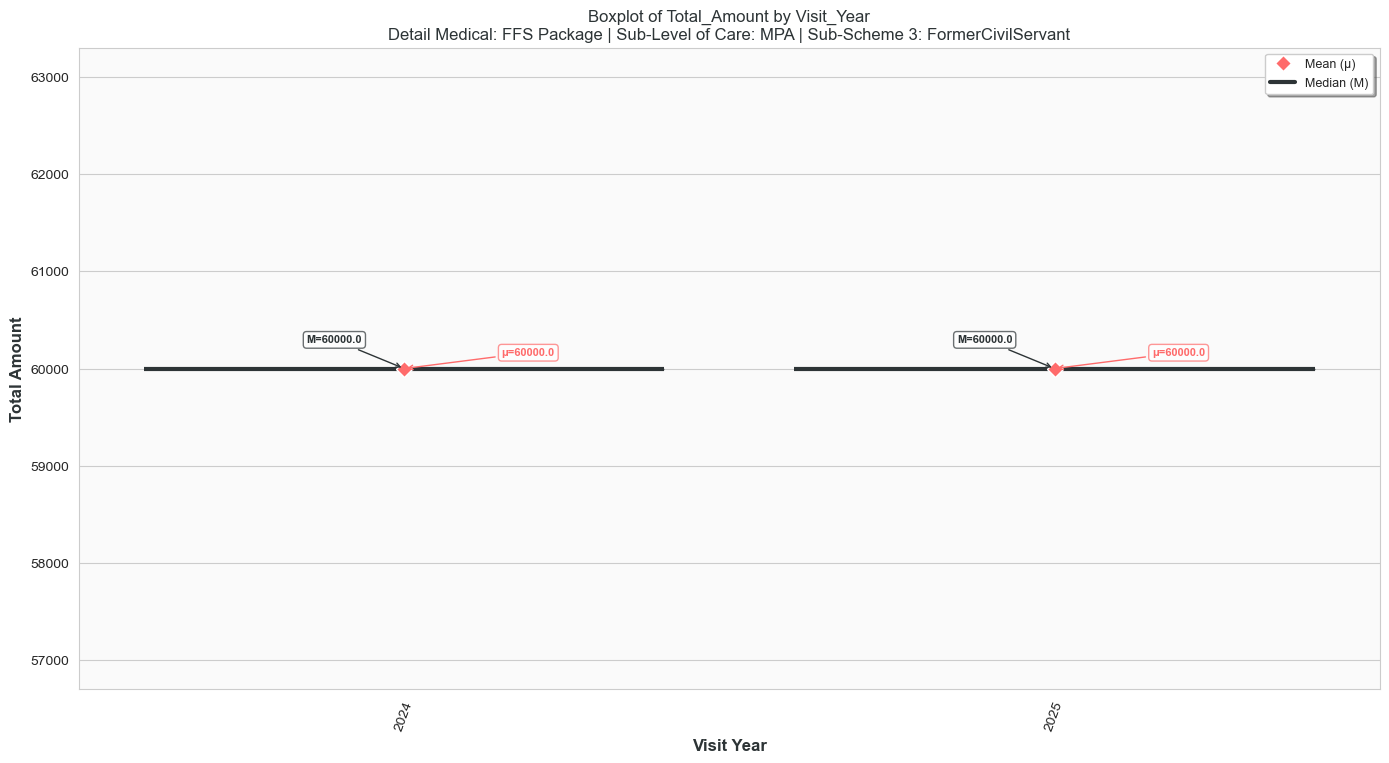 Boxplot of Total_Amount by Visit_Year
Detail Medical: FFS Package | Sub-Level of Care: MPA | Sub-Scheme 3: FormerCivilServant
Mean (μ)
Median (M)
Total Amount
63000
62000
61000
60000
59000
58000
57000
M=60000.0
μ=60000.0
M=60000.0
μ=60000.0
2024
2025
Visit Year